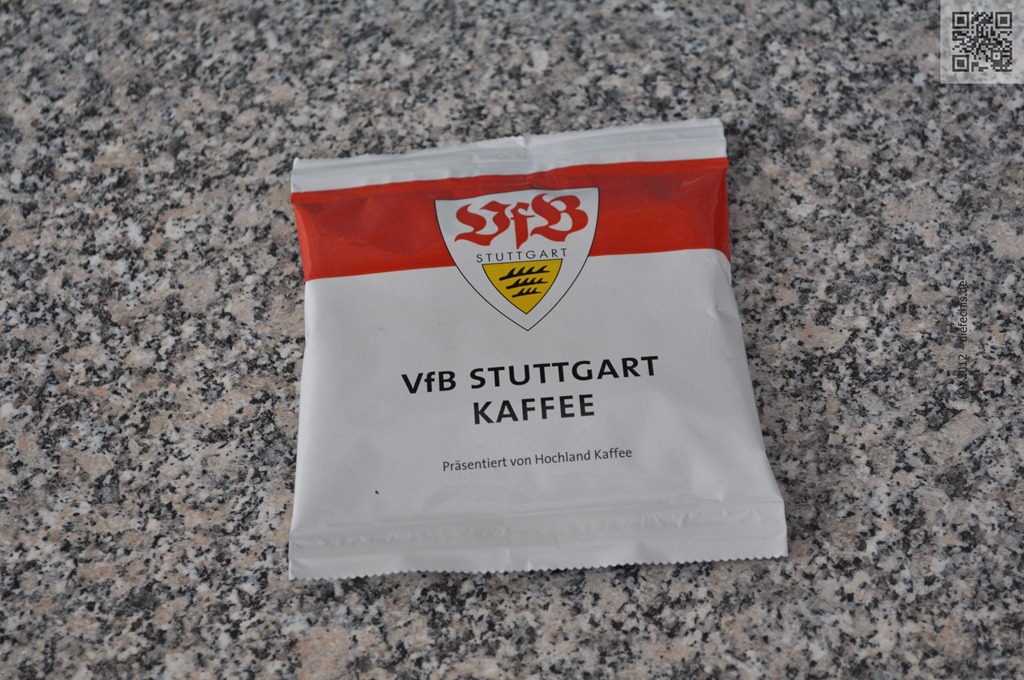 VfB
STUTTGART
VfB STUTTGART
KAFFEE
Präsentiert von Hochland Kaffee